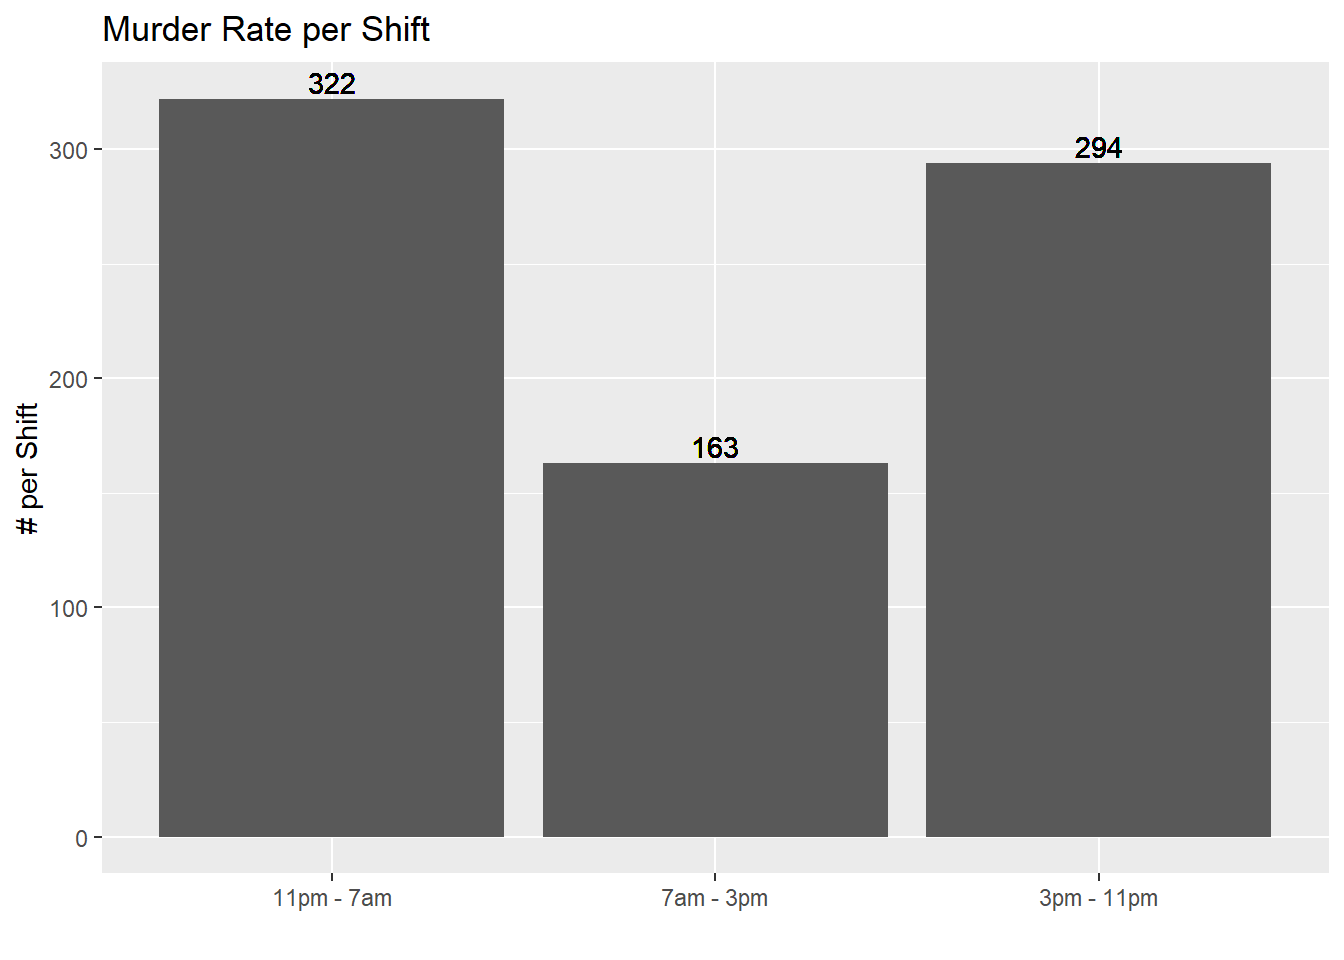 Murder Rate per Shift
322
294
163
300
200
100
0
# per Shift
11pm - 7am
7am - 3pm
3pm - 11pm